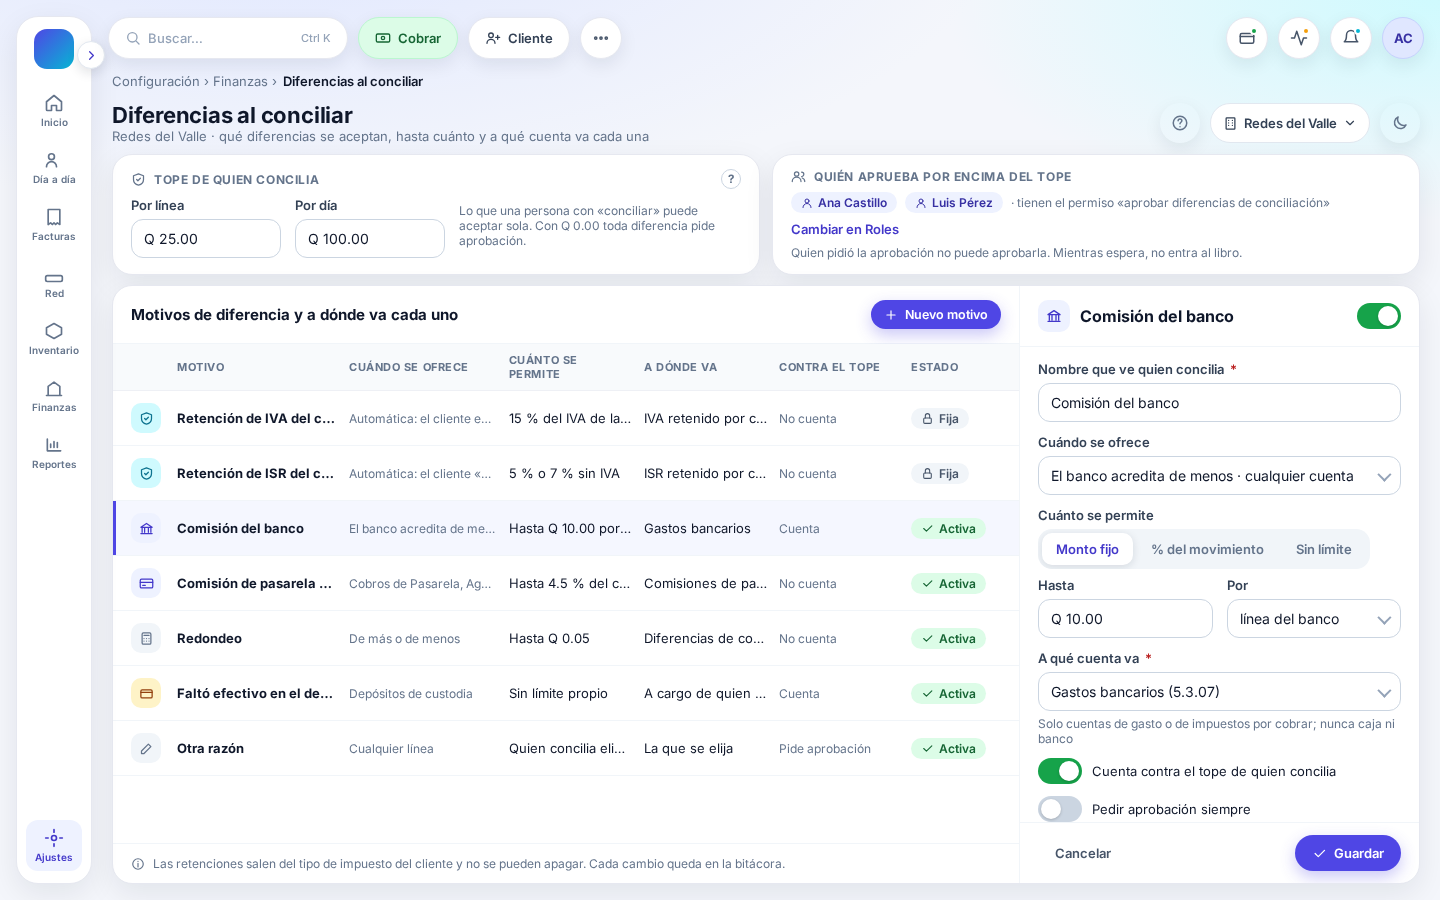 Buscar...
Ctrl K
Cobrar
Cliente
AC
Configuración › Finanzas › Diferencias al conciliar
Diferencias al conciliar
Redes del Valle · qué diferencias se aceptan, hasta cuánto y a qué cuenta va cada una
Redes del Valle
Inicio
Día a día
Facturas
Red
Inventario
Finanzas
Reportes
Ajustes
TOPE DE QUIEN CONCILIA
?
Por línea
Por día
Q 25.00
Q 100.00
Lo que una persona con «conciliar» puede
aceptar sola. Con Q 0.00 toda diferencia pide
aprobación.
QUIÉN APRUEBA POR ENCIMA DEL TOPE
Ana Castillo
Luis Pérez
· tienen el permiso «aprobar diferencias de conciliación»
Cambiar en Roles
Quien pidió la aprobación no puede aprobarla. Mientras espera, no entra al libro.
Motivos de diferencia y a dónde va cada uno
Nuevo motivo
MOTIVO
CUÁNDO SE OFRECE
CUÁNTO SE
PERMITE
A DÓNDE VA
CONTRA EL TOPE
ESTADO
Retención de IVA del c...
Automática: el cliente e...
15 % del IVA de la...
IVA retenido por c...
No cuenta
Fija
Retención de ISR del c...
Automática: el cliente «...
5 % o 7 % sin IVA
ISR retenido por c...
No cuenta
Fija
Comisión del banco
El banco acredita de me...
Hasta Q 10.00 por...
Gastos bancarios
Cuenta
Activa
Comisión de pasarela ...
Cobros de Pasarela, Ag...
Hasta 4.5 % del c...
Comisiones de pa...
No cuenta
Activa
Redondeo
De más o de menos
Hasta Q 0.05
Diferencias de co...
No cuenta
Activa
Faltó efectivo en el de...
Depósitos de custodia
Sin límite propio
A cargo de quien ...
Cuenta
Activa
Otra razón
Cualquier línea
Quien concilia eli...
La que se elija
Pide aprobación
Activa
Las retenciones salen del tipo de impuesto del cliente y no se pueden apagar. Cada cambio queda en la bitácora.
Comisión del banco
Nombre que ve quien concilia *
Comisión del banco
Cuándo se ofrece
El banco acredita de menos · cualquier cuenta
Cuánto se permite
Monto fijo
% del movimiento
Sin límite
Hasta
Por
Q 10.00
línea del banco
A qué cuenta va *
Gastos bancarios (5.3.07)
Solo cuentas de gasto o de impuestos por cobrar; nunca caja ni
banco
Cuenta contra el tope de quien concilia
Pedir aprobación siempre
Cancelar
Guardar